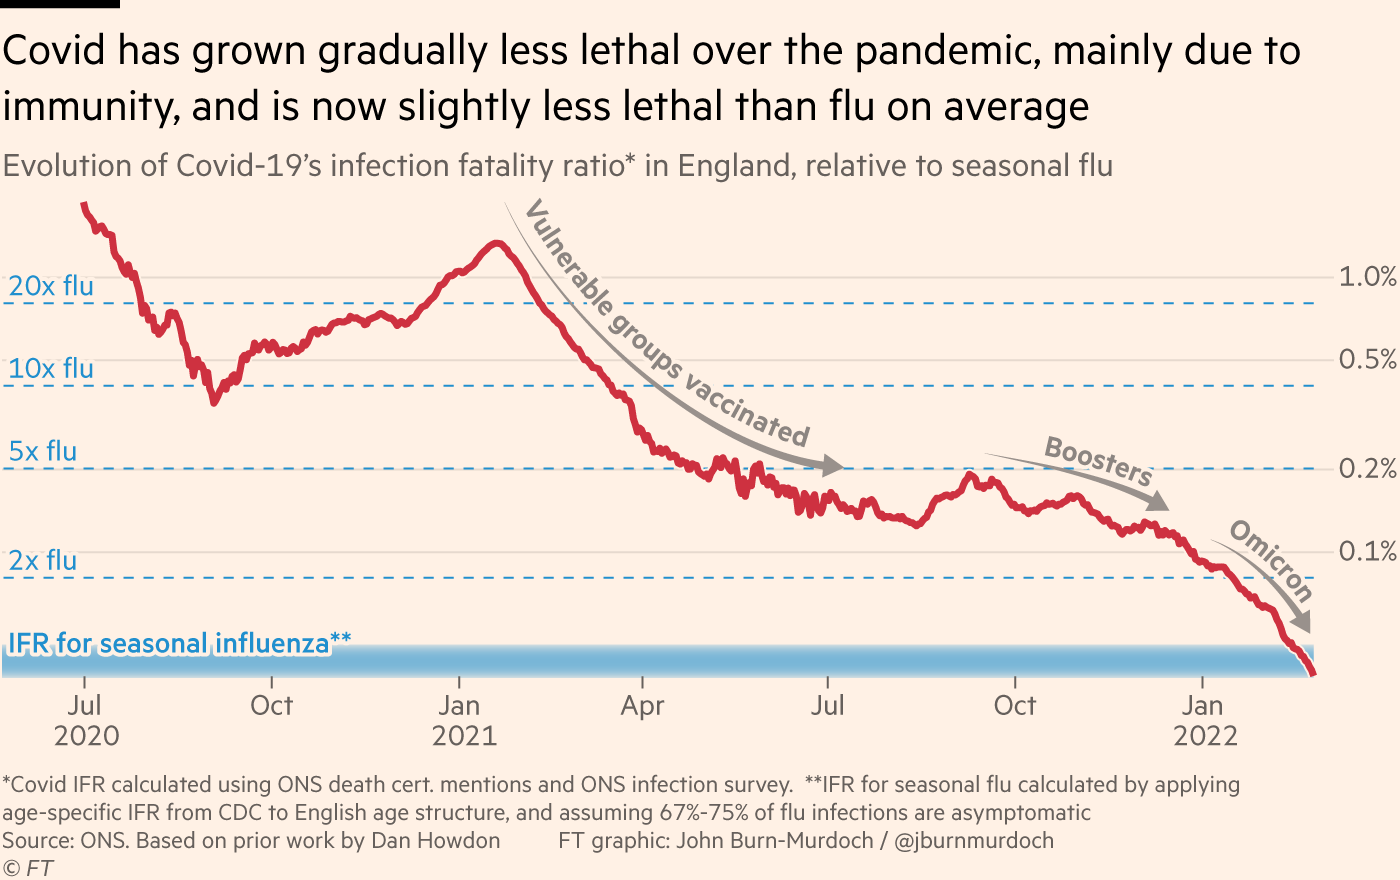 Covid has grown gradually less lethal over the pandemic, mainly due to
immunity, and is now slightly less lethal than flu on average
Evolution of Covid-19’s infection fatality ratio* in England, relative to seasonal flu
Vulnerable groups vaccinated
20x flu
1.0%
10x flu
0.5%
5x flu
Boosters
0.2%
Omicron
2x flu
0.1%
IFR for seasonal influenza**
Jul
2020
Oct
Jan
2021
Apr
Jul
Oct
Jan
2022
*Covid IFR calculated using ONS death cert. mentions and ONS infection survey. **IFR for seasonal flu calculated by applying
age-specific IFR from CDC to English age structure, and assuming 67%-75% of flu infections are asymptomatic
Source: ONS. Based on prior work by Dan Howdon FT graphic: John Burn-Murdoch / @jburnmurdoch
© FT